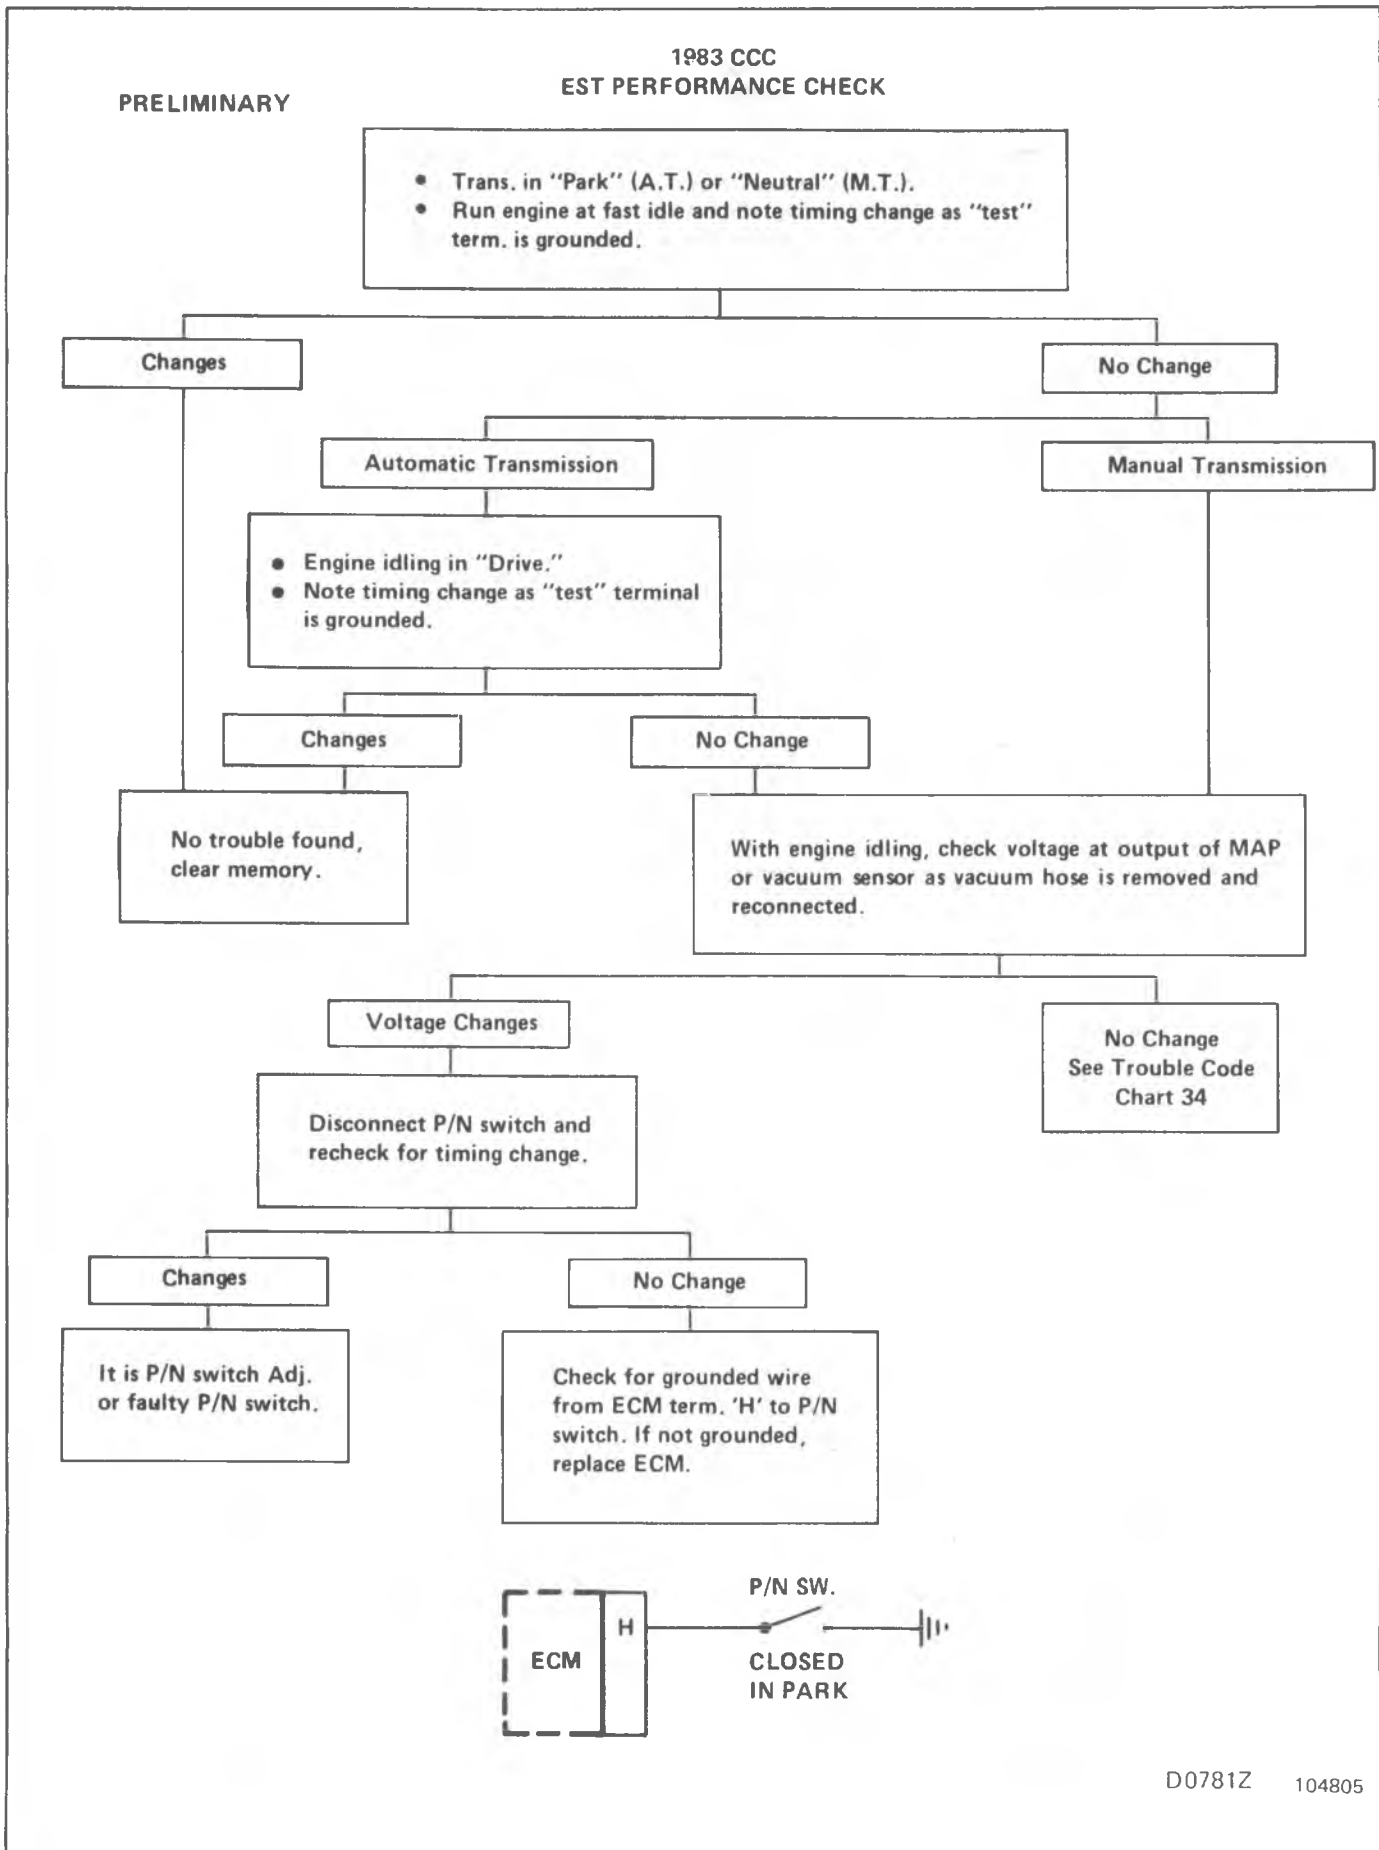 1983 CCC
EST PERFORMANCE CHECK
PRELIMINARY
• Trans. in "Park" (A.T.) or "Neutral" (M.T.).
• Run engine at fast idle and note timing change as "test"
term. is grounded.
Changes
No Change
Automatic Transmission
Manual Transmission
• Engine idling in "Drive."
• Note timing change as "test" terminal
is grounded.
Changes
No Change
No trouble found,
clear memory.
With engine idling, check voltage at output of MAP
or vacuum sensor as vacuum hose is removed and
reconnected.
Voltage Changes
No Change
See Trouble Code
Chart 34
Disconnect P/N switch and
recheck for timing change.
Changes
No Change
It is P/N switch Adj.
or faulty P/N switch.
Check for grounded wire
from ECM term. 'H' to P/N
switch. If not grounded,
replace ECM.
P/N SW.
H
ECM
CLOSED
IN PARK
D0781Z 104805